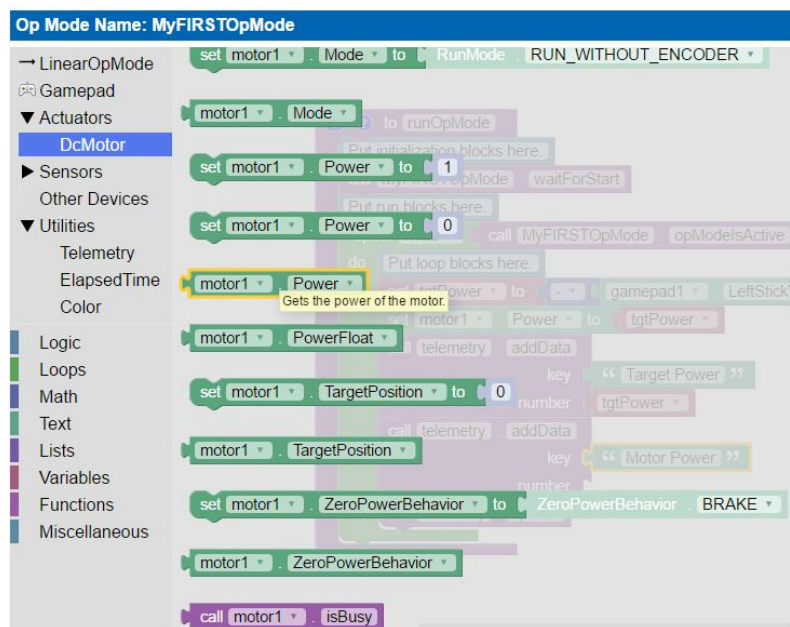 Op Mode Name: MyFIRSTOpMode
LinearOpMode
Gamepad
Actuators
DcMotor
Sensors
Other Devices
Utilities
Telemetry
ElapsedTime
Color
Logic
Loops
Math
Text
Lists
Variables
Functions
Miscellaneous
set motor1 . Mode to RunMode . RUN_WITHOUT_ENCODER
motor1 . Mode
set motor1 . Power to 1
set motor1 . Power to 0
motor1 . Power
Gets the power of the motor.
motor1 . PowerFloat
set motor1 . TargetPosition to 0
motor1 . TargetPosition
set motor1 . ZeroPowerBehavior to ZeroPowerBehavior . BRAKE
motor1 . ZeroPowerBehavior
call motor1 . isBusy
to runOpMode
Put initialization blocks here.
MyFIRSTOpMode . waitForStart
Put run blocks here.
call MyFIRSTOpMode . opModeIsActive
do Put loop blocks here.
tgtPower to - gamepad1 .
set motor1 . Power to tgtPower
telemetry . addData
key “ Target Power ”
number tgtPower
call telemetry . addData
key “ Motor Power ”
number